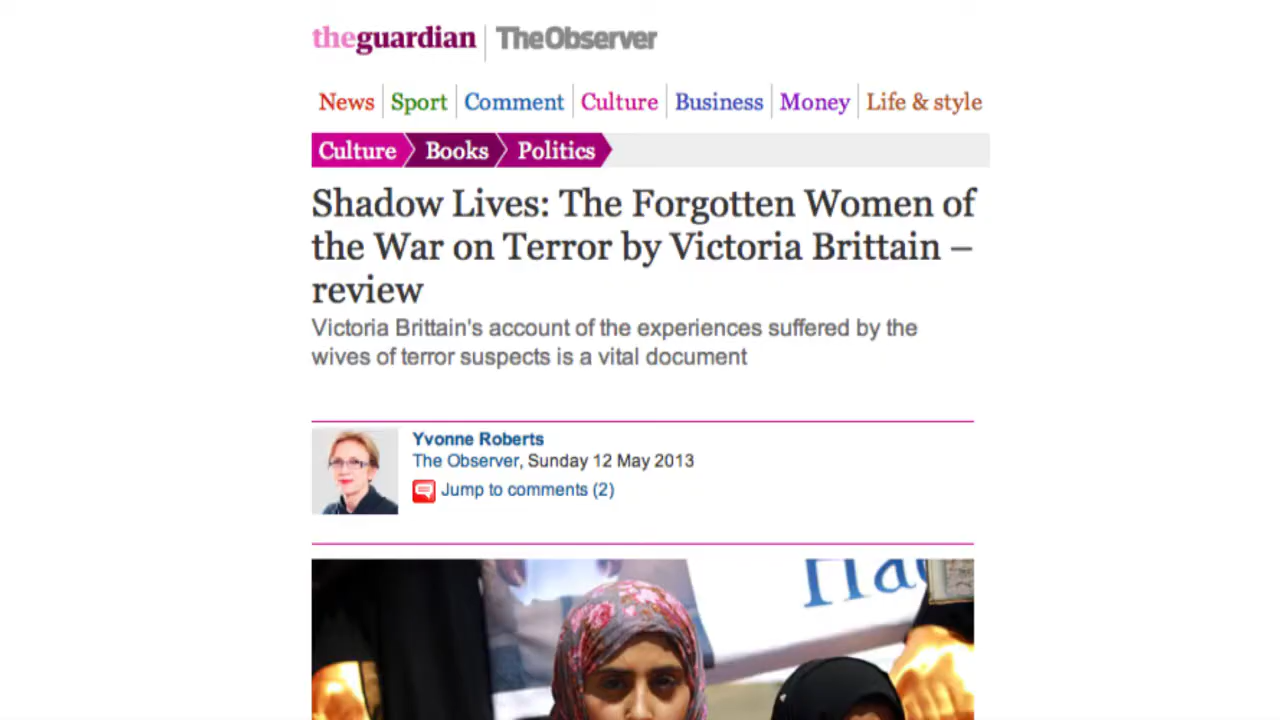 theguardian | TheObserver
News Sport Comment Culture Business Money Life & style
Culture Books Politics
Shadow Lives: The Forgotten Women of
the War on Terror by Victoria Brittain –
review
Victoria Brittain's account of the experiences suffered by the
wives of terror suspects is a vital document
Yvonne Roberts
The Observer, Sunday 12 May 2013
Jump to comments (2)